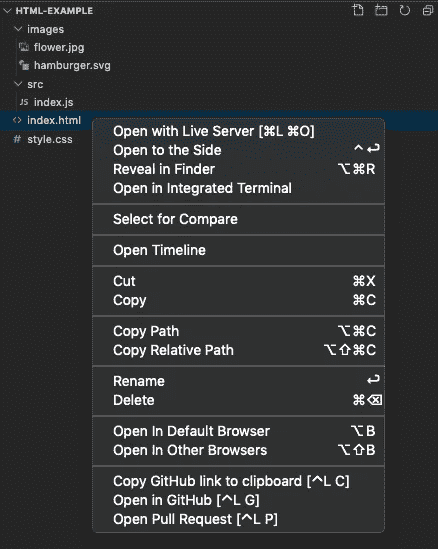 HTML-EXAMPLE
images
flower.jpg
hamburger.svg
src
JS index.js
<> index.html
# style.css
Open with Live Server [⌘L ⌘O]
Open to the Side ^↩
Reveal in Finder ⌥⌘R
Open in Integrated Terminal
Select for Compare
Open Timeline
Cut ⌘X
Copy ⌘C
Copy Path ⌥⌘C
Copy Relative Path ⌥⇧⌘C
Rename ↩
Delete ⌘⌫
Open In Default Browser ⌥B
Open In Other Browsers ⌥⇧B
Copy GitHub link to clipboard [^L C]
Open in GitHub [^L G]
Open Pull Request [^L P]